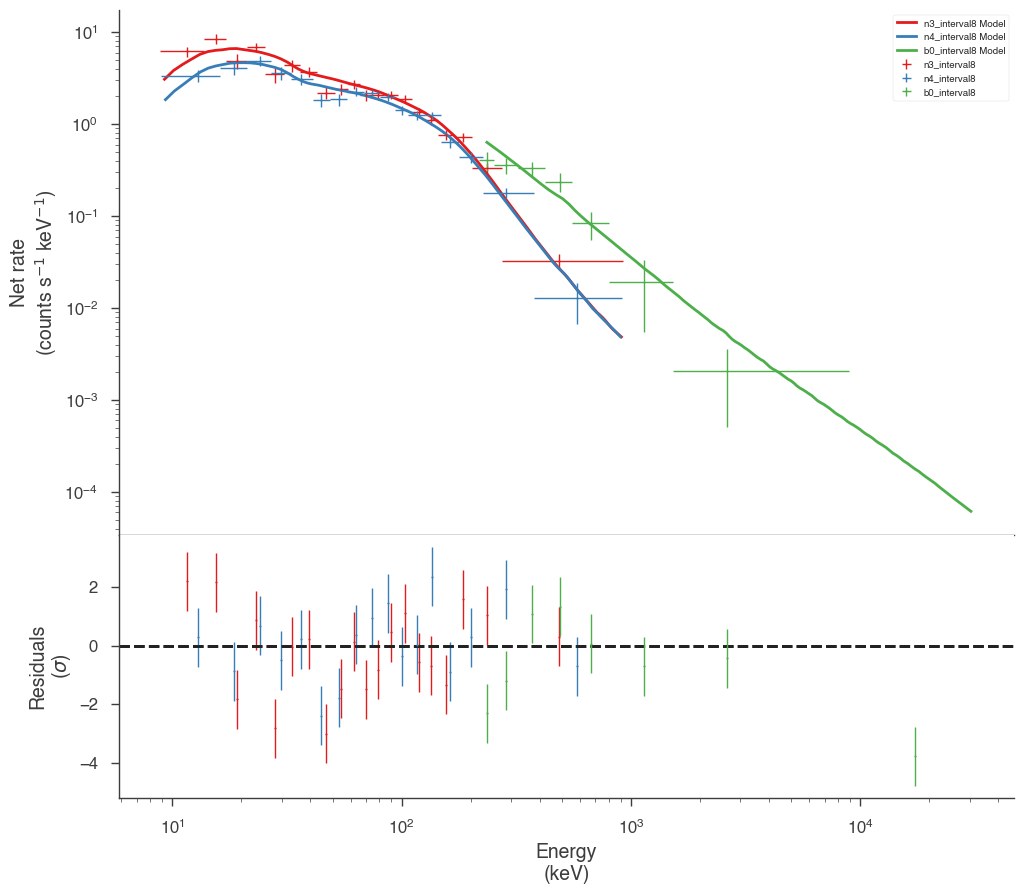 n3_interval8 Model
n4_interval8 Model
b0_interval8 Model
n3_interval8
n4_interval8
b0_interval8
Net rate
(counts s⁻¹ keV⁻¹)
10¹
10⁰
10⁻¹
10⁻²
10⁻³
10⁻⁴
Residuals
(σ)
2
0
−2
−4
10¹ 10² 10³ 10⁴
Energy
(keV)